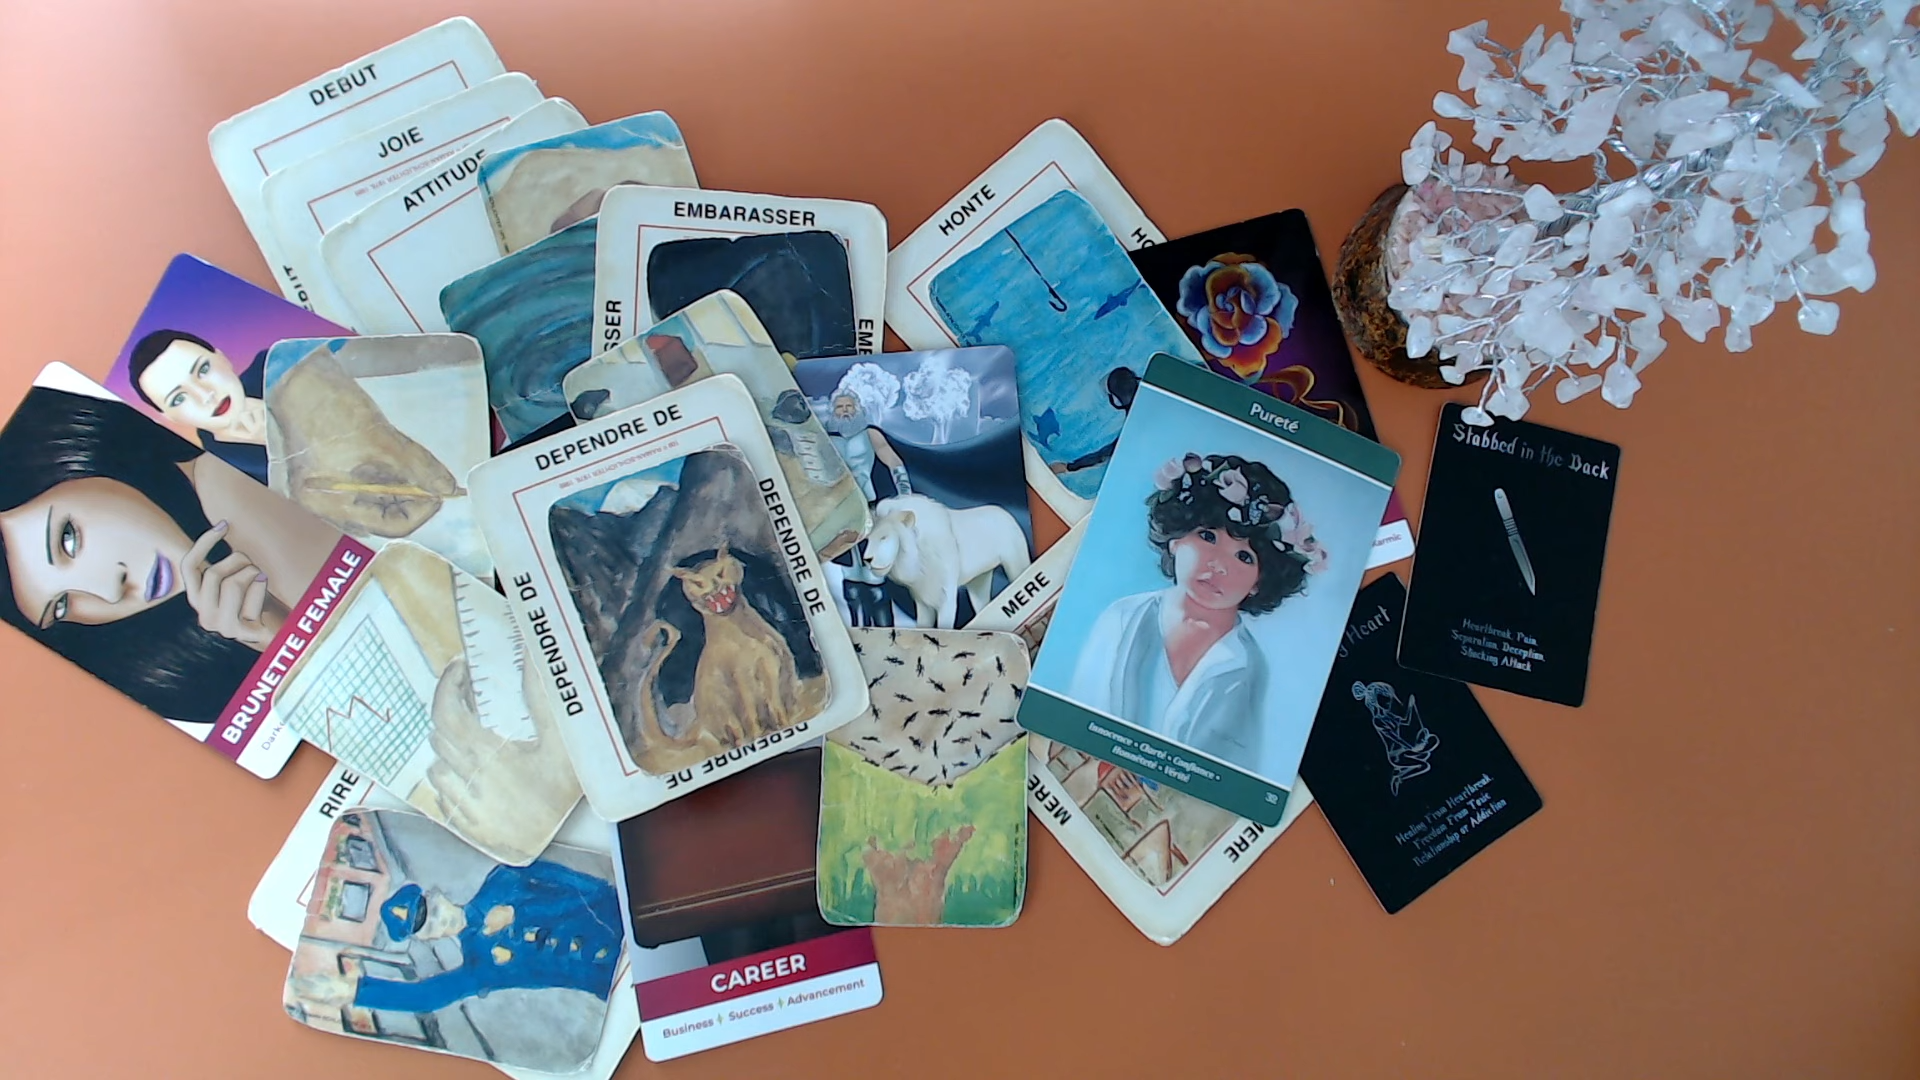 DEBUT
JOIE
ATTITUDE
EMBARASSER
HONTE
DEPENDRE DE
DEPENDRE DE
DEPENDRE DE
DEPENDRE DE
BRUNETTE FEMALE
RIRE
MERE
MERE
MERE
CAREER
Business Success Advancement
Pureté
Innocence • Clarté • Confiance •
Honnêteté • Vérité
32
Karmic
Stabbed in the Back
Heartbreak, Pain,
Separation, Deception,
Shocking Attack
Heart
Healing From Heartbreak,
Freedom From Toxic
Relationship or Addiction